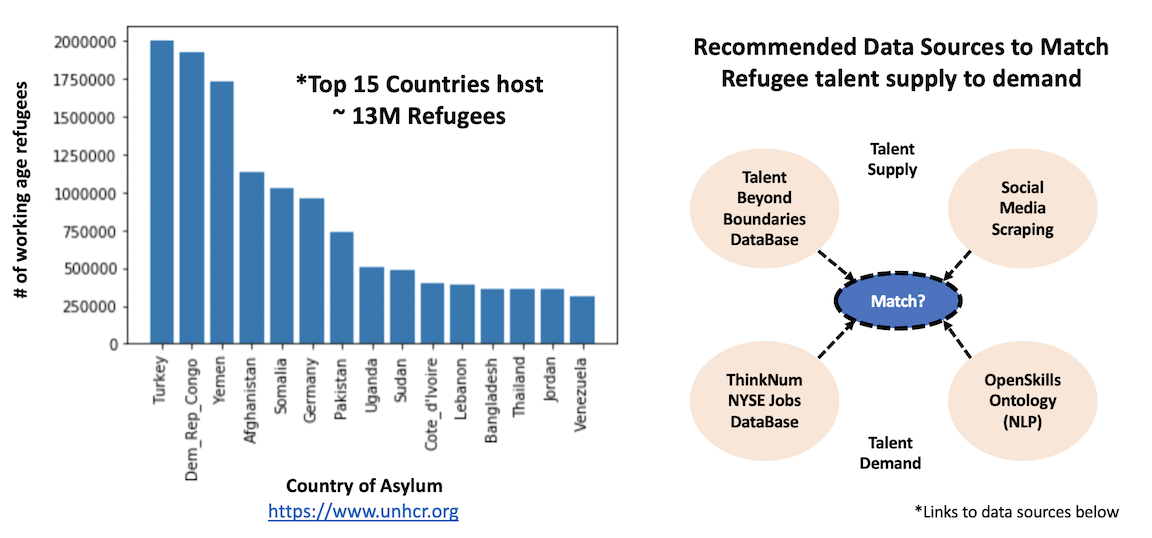 # of working age refugees
2000000
1750000
1500000
1250000
1000000
750000
500000
250000
0
*Top 15 Countries host
~ 13M Refugees
Turkey
Dem_Rep_Congo
Yemen
Afghanistan
Somalia
Germany
Pakistan
Uganda
Sudan
Cote_d'Ivoire
Lebanon
Bangladesh
Thailand
Jordan
Venezuela
Country of Asylum
https://www.unhcr.org
Recommended Data Sources to Match
Refugee talent supply to demand
Talent
Supply
Talent
Beyond
Boundaries
DataBase
Social
Media
Scraping
Match?
ThinkNum
NYSE Jobs
DataBase
OpenSkills
Ontology
(NLP)
Talent
Demand
*Links to data sources below